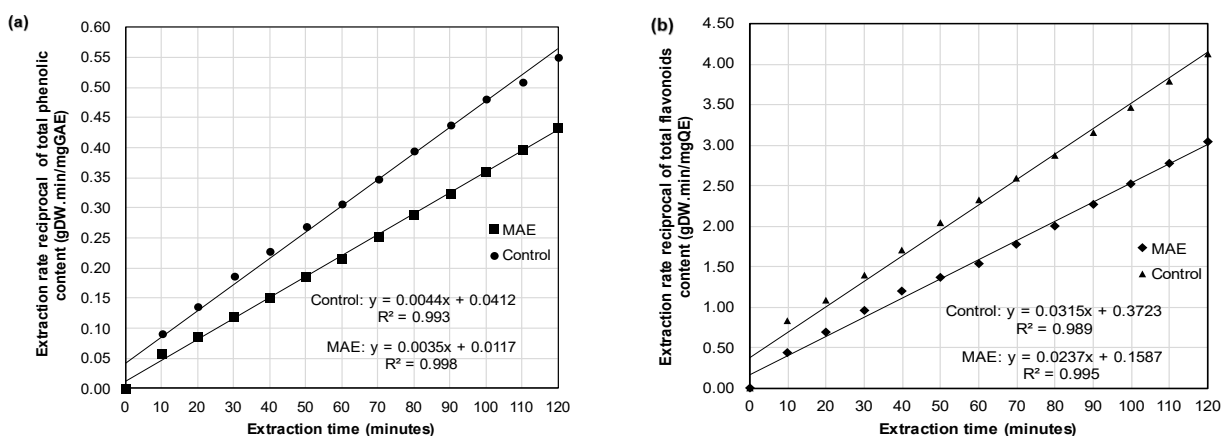 (a)
Extraction rate reciprocal of total phenolic
content (gDW.min/mgGAE)
0.60
0.55
0.50
0.45
0.40
0.35
0.30
0.25
0.20
0.15
0.10
0.05
0.00
MAE
Control
Control: y = 0.0044x + 0.0412
R² = 0.993
MAE: y = 0.0035x + 0.0117
R² = 0.998
0 10 20 30 40 50 60 70 80 90 100 110 120
Extraction time (minutes)
(b)
Extraction rate reciprocal of total flavonoids
content (gDW.min/mgQE)
4.50
4.00
3.50
3.00
2.50
2.00
1.50
1.00
0.50
0.00
MAE
Control
Control: y = 0.0315x + 0.3723
R² = 0.989
MAE: y = 0.0237x + 0.1587
R² = 0.995
0 10 20 30 40 50 60 70 80 90 100 110 120
Extraction time (minutes)